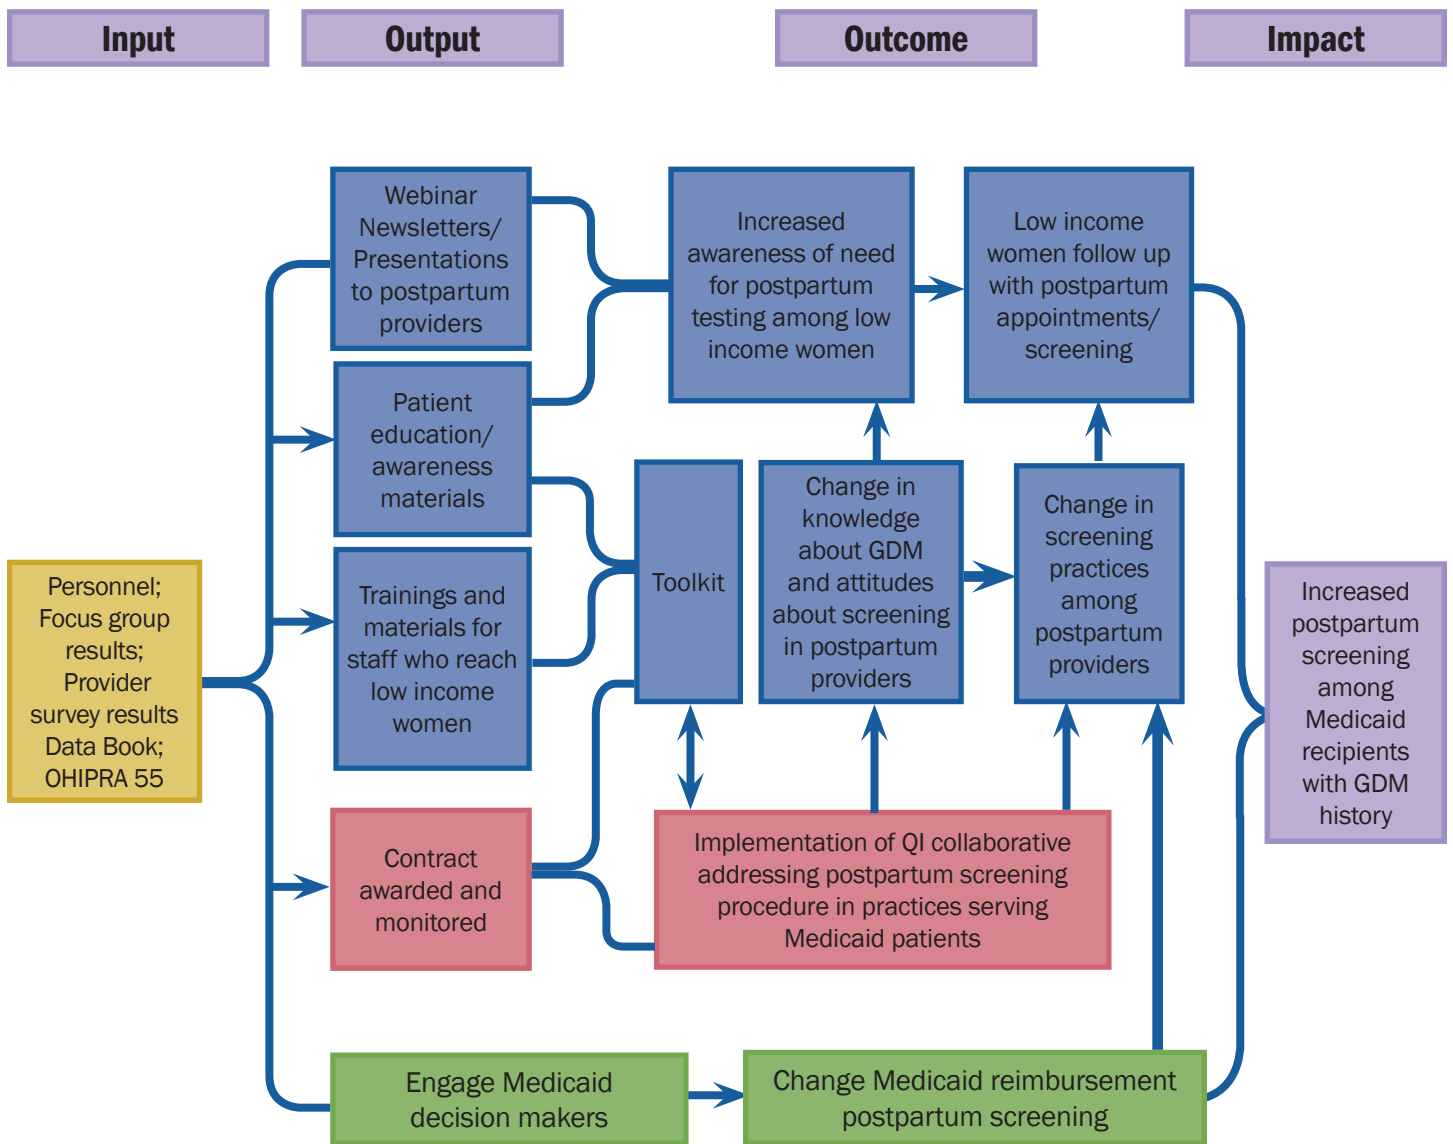 Input
Output
Outcome
Impact
Webinar
Newsletters/
Presentations
to postpartum
providers
Increased
awareness of need
for postpartum
testing among low
income women
Low income
women follow up
with postpartum
appointments/
screening
Patient
education/
awareness
materials
Toolkit
Change in
knowledge
about GDM
and attitudes
about screening
in postpartum
providers
Change in
screening
practices
among
postpartum
providers
Personnel;
Focus group
results;
Provider
survey results
Data Book;
OHIPRA 55
Trainings and
materials for
staff who reach
low income
women
Increased
postpartum
screening
among
Medicaid
recipients
with GDM
history
Contract
awarded and
monitored
Implementation of QI collaborative
addressing postpartum screening
procedure in practices serving
Medicaid patients
Engage Medicaid
decision makers
Change Medicaid reimbursement
postpartum screening